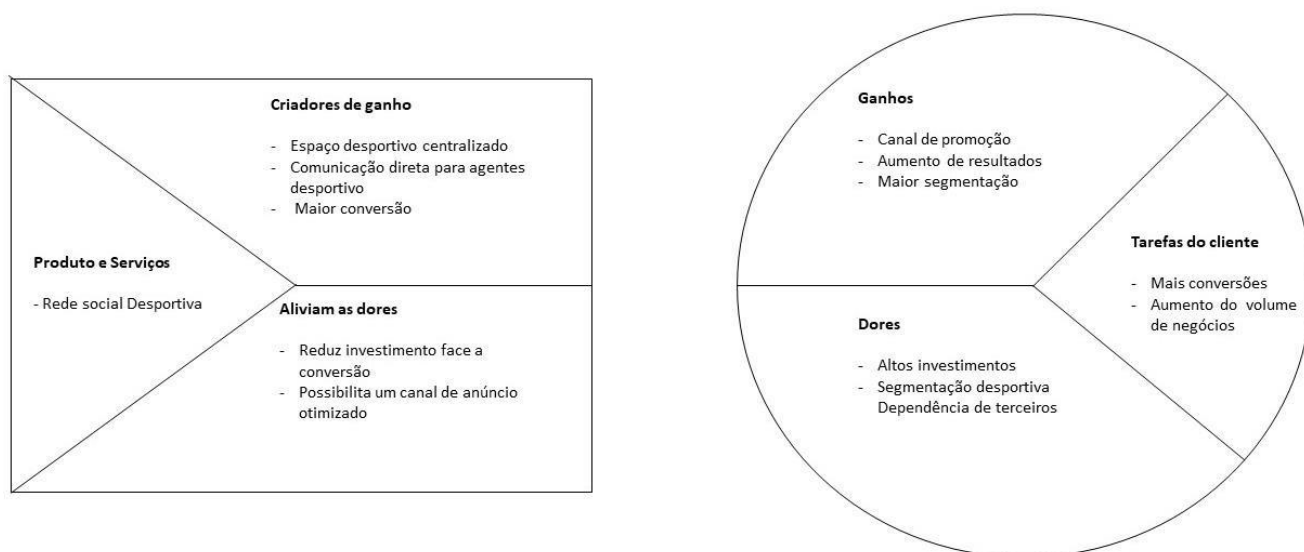 Criadores de ganho
- Espaço desportivo centralizado
- Comunicação direta para agentes
desportivo
- Maior conversão
Produto e Serviços
- Rede social Desportiva
Aliviam as dores
- Reduz investimento face a
conversão
- Possibilita um canal de anúncio
otimizado
Ganhos
- Canal de promoção
- Aumento de resultados
- Maior segmentação
Tarefas do cliente
- Mais conversões
- Aumento do volume
de negócios
Dores
- Altos investimentos
- Segmentação desportiva
Dependência de terceiros